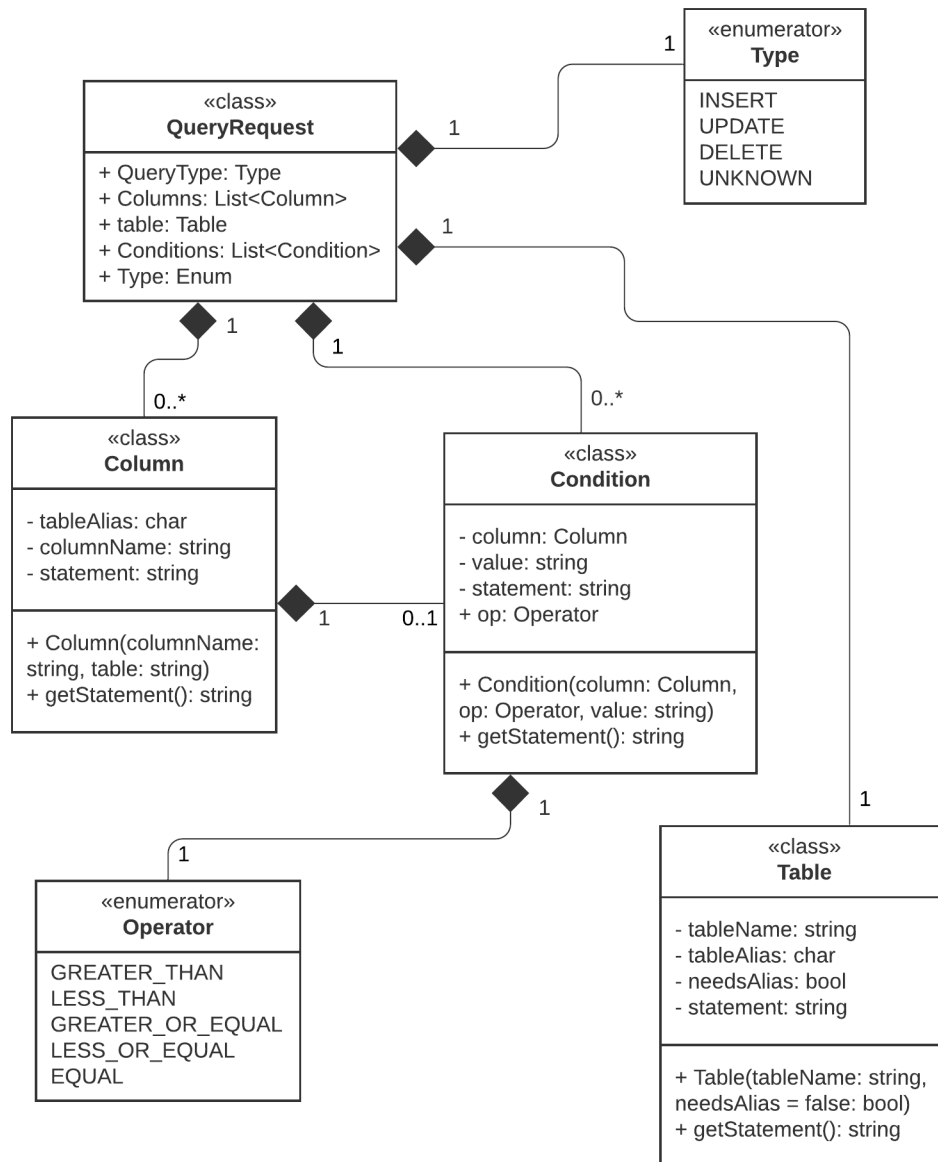 «enumerator»
Type
INSERT
UPDATE
DELETE
UNKNOWN
1
1
«class»
QueryRequest
+ QueryType: Type
+ Columns: List<Column>
+ table: Table
+ Conditions: List<Condition>
+ Type: Enum
1
1
1
0..*
0..*
«class»
Column
- tableAlias: char
- columnName: string
- statement: string
+ Column(columnName:
string, table: string)
+ getStatement(): string
1
0..1
«class»
Condition
- column: Column
- value: string
- statement: string
+ op: Operator
+ Condition(column: Column,
op: Operator, value: string)
+ getStatement(): string
1
1
«enumerator»
Operator
GREATER_THAN
LESS_THAN
GREATER_OR_EQUAL
LESS_OR_EQUAL
EQUAL
1
«class»
Table
- tableName: string
- tableAlias: char
- needsAlias: bool
- statement: string
+ Table(tableName: string,
needsAlias = false: bool)
+ getStatement(): string